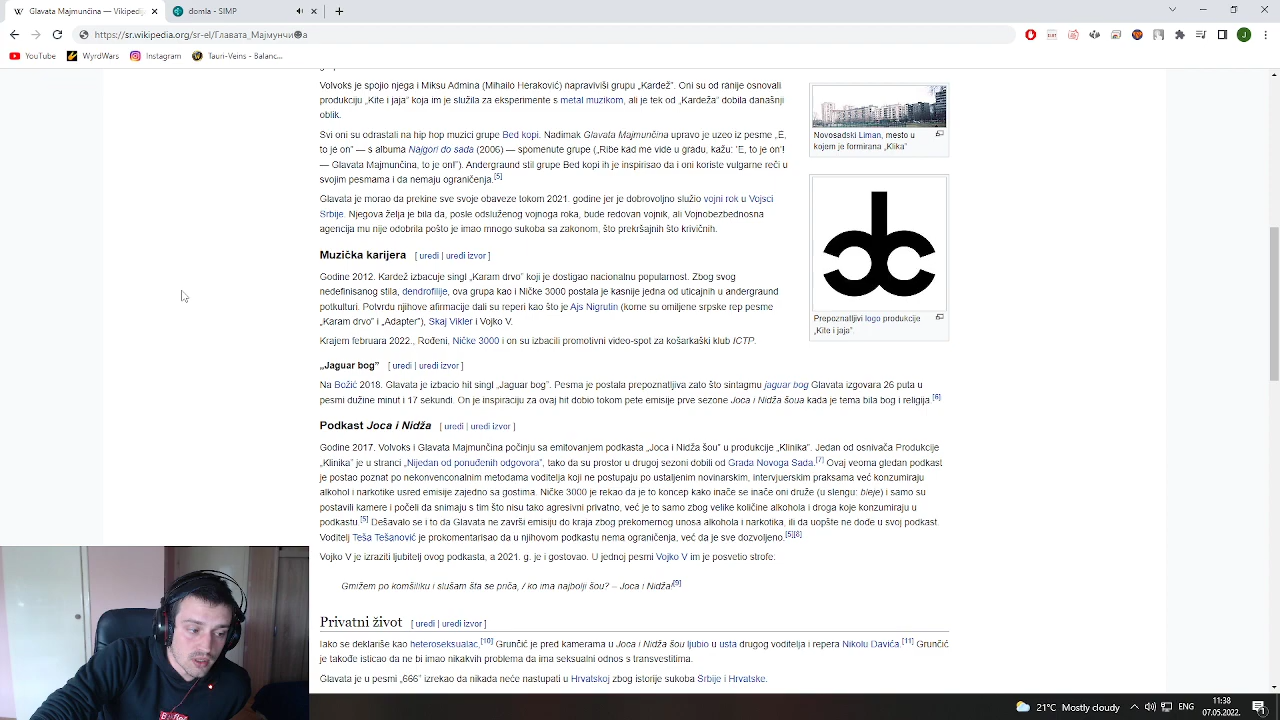 Glavata Majmunčina — Vikipedij
domla - SIMP
https://sr.wikipedia.org/sr-el/Главата_Мајмунчи
YouTube
WyrdWars
Instagram
Tauri-Veins - Balanc...
Volvoks je spojio njega i Miksu Admina (Mihailo Heraković) napravivši grupu „Kardež”. Oni su od ranije osnovali
produkciju „Kite i jaja” koja im je služila za eksperimente s metal muzikom, ali je tek od „Kardeža” dobila današnji
oblik.
Svi oni su odrastali na hip hop muzici grupe Bed kopi. Nadimak Glavata Majmunčina upravo je uzeo iz pesme „E,
to je on” — s albuma Najgori do sada (2006) — spomenute grupe („Ribe kad me vide u gradu, kažu: ’E, to je on’!
— Glavata Majmunčina, to je on!”). Andergraund stil grupe Bed kopi ih je inspirisao da i oni koriste vulgarne reči u
svojim pesmama i da nemaju ograničenja.[5]
Glavata je morao da prekine sve svoje obaveze tokom 2021. godine jer je dobrovoljno služio vojni rok u Vojsci
Srbije. Njegova želja je bila da, posle odsluženog vojnoga roka, bude redovan vojnik, ali Vojnobezbednosna
agencija mu nije odobrila pošto je imao mnogo sukoba sa zakonom, što prekršajnih što krivičnih.
Novosadski Liman, mesto u
kojem je formirana „Klika”
Prepoznatljivi logo produkcije
„Kite i jaja”.
Muzička karijera [ uredi | uredi izvor ]
Godine 2012. Kardež izbacuje singl „Karam drvo” koji je dostigao nacionalnu popularnost. Zbog svog
nedefinisanog stila, dendrofilije, ova grupa kao i Ničke 3000 postala je kasnije jedna od uticajnih u andergraund
potkulturi. Potvrdu njihove afirmacije dali su reperi kao što je Ajs Nigrutin (kome su omiljene srpske rep pesme
„Karam drvo” i „Adapter”), Skaj Vikler i Vojko V.
Krajem februara 2022., Rođeni, Ničke 3000 i on su izbacili promotivni video-spot za košarkaški klub ICTP.
„Jaguar bog” [ uredi | uredi izvor ]
Na Božić 2018. Glavata je izbacio hit singl „Jaguar bog”. Pesma je postala prepoznatljiva zato što sintagmu jaguar bog Glavata izgovara 26 puta u
pesmi dužine minut i 17 sekundi. On je inspiraciju za ovaj hit dobio tokom pete emisije prve sezone Joca i Nidža šoua kada je tema bila bog i religija.[6]
Podkast Joca i Nidža [ uredi | uredi izvor ]
Godine 2017. Volvoks i Glavata Majmunčina počinju sa emitovanjem podkasta „Joca i Nidža šou” u produkcije „Klinika”. Jedan od osnivača Produkcije
„Klinika” je u stranci „Nijedan od ponuđenih odgovora”, tako da su prostor u drugoj sezoni dobili od Grada Novoga Sada.[7] Ovaj veoma gledan podkast
je postao poznat po nekonvenconalnim metodama voditelja koji ne postupaju po ustaljenim novinarskim, intervjuerskim praksama već konzumiraju
alkohol i narkotike usred emisije zajedno sa gostima. Ničke 3000 je rekao da je to koncep kako inače se inače oni druže (u slengu: bleje) i samo su
postavili kamere i počeli da snimaju s tim što nisu tako agresivni privatno, već je to samo zbog velike količine alkohola i droga koje konzumiraju u
podkastu.[5] Dešavalo se i to da Glavata ne završi emisiju do kraja zbog prekomernog unosa alkohola i narkotika, ili da uopšte ne dođe u svoj podkast.
Voditelj Teša Tešanović je prokomentarisao da u njihovom podkastu nema ograničenja, već da je sve dozvoljeno.[5][8]
Vojko V je izraziti ljubitelj ovog podkasta, a 2021. g. je i gostovao. U jednoj pesmi Vojko V im je posvetio strofe:
Gmižem po komšiliku i slušam šta se priča, / ko ima najbolji šou? – Joca i Nidža![9]
Privatni život [ uredi | uredi izvor ]
Iako se deklariše kao heteroseksualac,[10] Grunčić je pred kamerama u Joca i Nidža šou ljubio u usta drugog voditelja i repera Nikolu Davića.[11] Grunčić
je takođe isticao da ne bi imao nikakvih problema da ima seksualni odnos s transvestitima.
Glavata je u pesmi „666” izrekao da nikada neće nastupati u Hrvatskoj zbog istorije sukoba Srbije i Hrvatske.
21°C Mostly cloudy
ENG
11:38
07.05.2022.